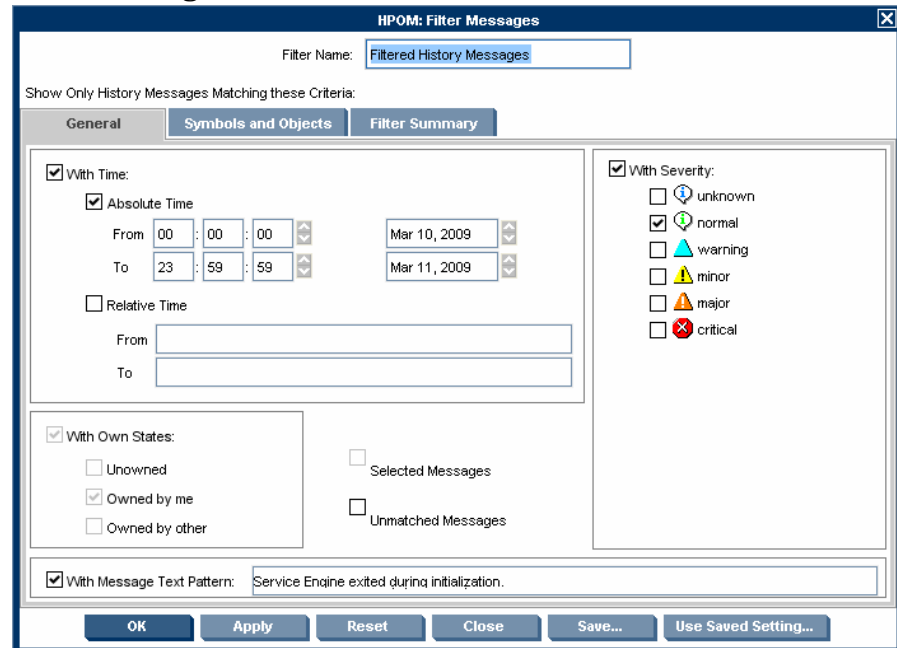 HPOM: Filter Messages
Filter Name: Filtered History Messages
Show Only History Messages Matching these Criteria:
General Symbols and Objects Filter Summary
With Time:
Absolute Time
From 00 : 00 : 00 Mar 10, 2009
To 23 : 59 : 59 Mar 11, 2009
Relative Time
From
To
With Severity:
unknown
normal
warning
minor
major
critical
With Own States:
Unowned
Owned by me
Owned by other
Selected Messages
Unmatched Messages
With Message Text Pattern: Service Engine exited during initialization.
OK Apply Reset Close Save... Use Saved Setting...